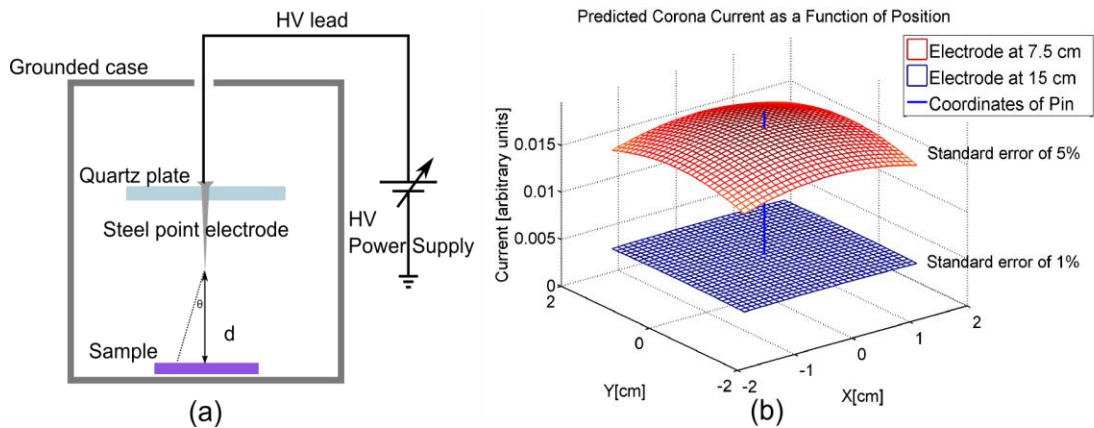 HV lead
Grounded case
Quartz plate
Steel point electrode
HV
Power Supply
θ
d
Sample
(a)
Predicted Corona Current as a Function of Position
Electrode at 7.5 cm
Electrode at 15 cm
Coordinates of Pin
Standard error of 5%
Standard error of 1%
Current [arbitrary units]
0.015
0.01
0.005
0
2
0
-2
Y[cm]
-2
-1
0
1
2
X[cm]
(b)